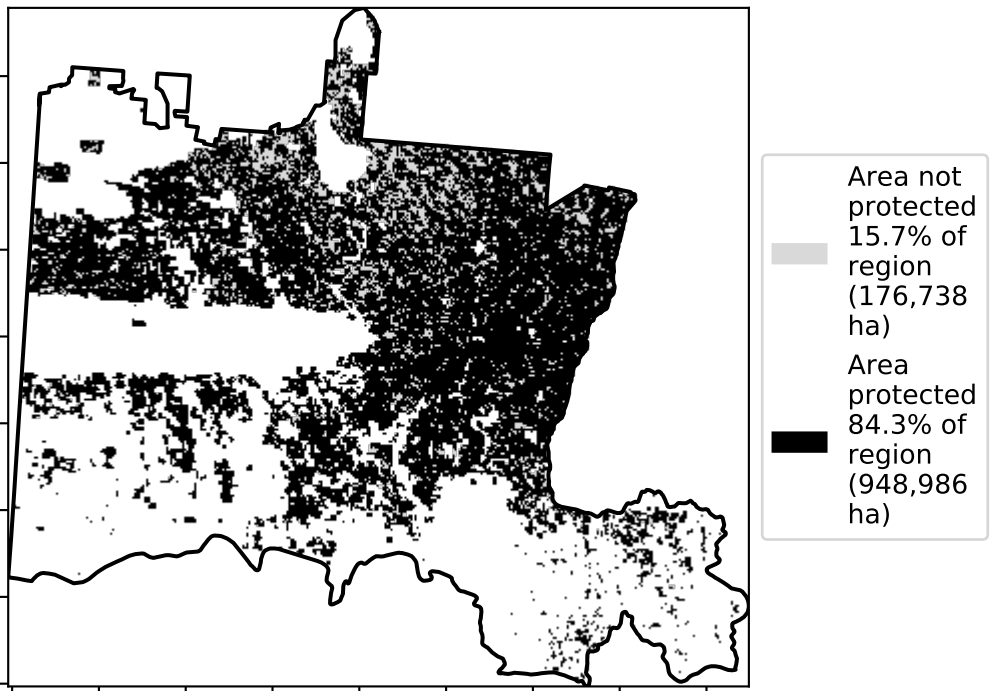 Area not
protected
15.7% of
region
(176,738
ha)
Area
protected
84.3% of
region
(948,986
ha)